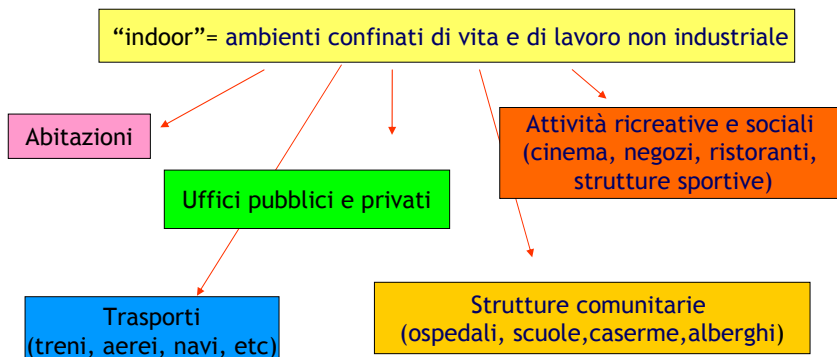 “indoor”= ambienti confinati di vita e di lavoro non industriale
Abitazioni
Attività ricreative e sociali
(cinema, negozi, ristoranti,
strutture sportive)
Uffici pubblici e privati
Trasporti
(treni, aerei, navi, etc)
Strutture comunitarie
(ospedali, scuole,caserme,alberghi)